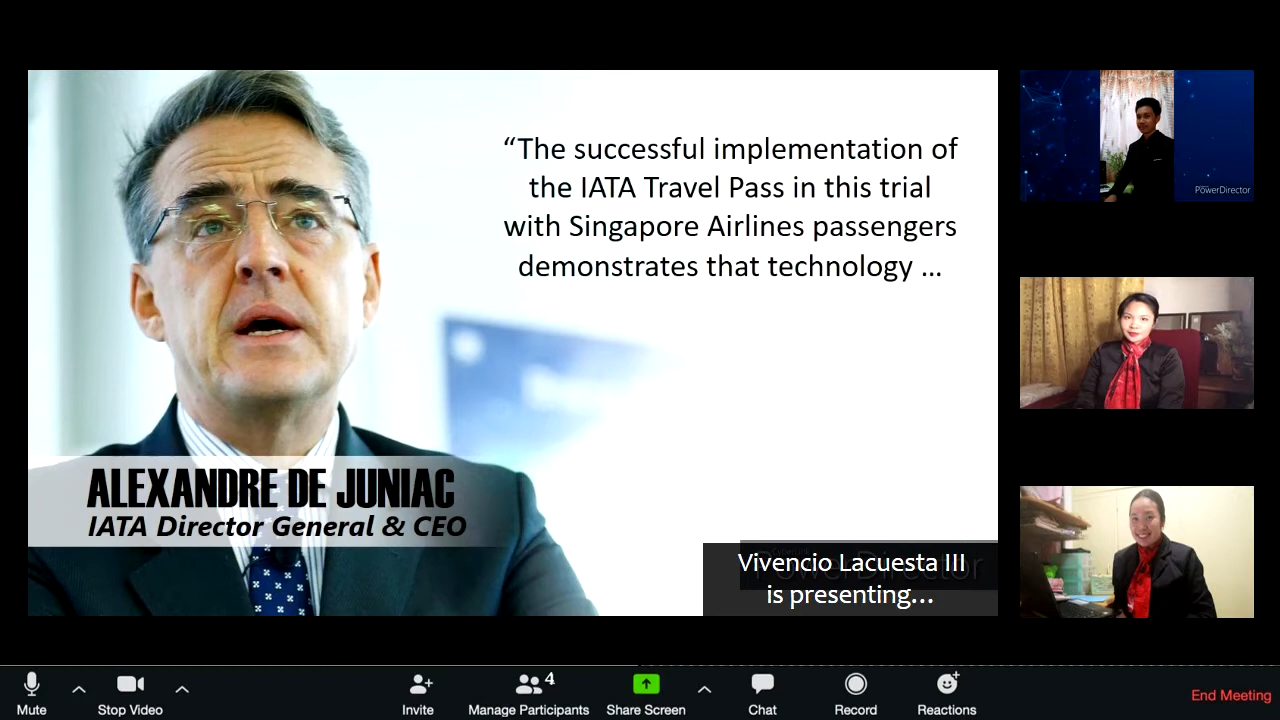 “The successful implementation of
the IATA Travel Pass in this trial
with Singapore Airlines passengers
demonstrates that technology ...
ALEXANDRE DE JUNIAC
IATA Director General & CEO
PowerDirector
Vivencio Lacuesta III
is presenting...
PowerDirector
Mute
Stop Video
Invite
4
Manage Participants
Share Screen
Chat
Record
Reactions
End Meeting